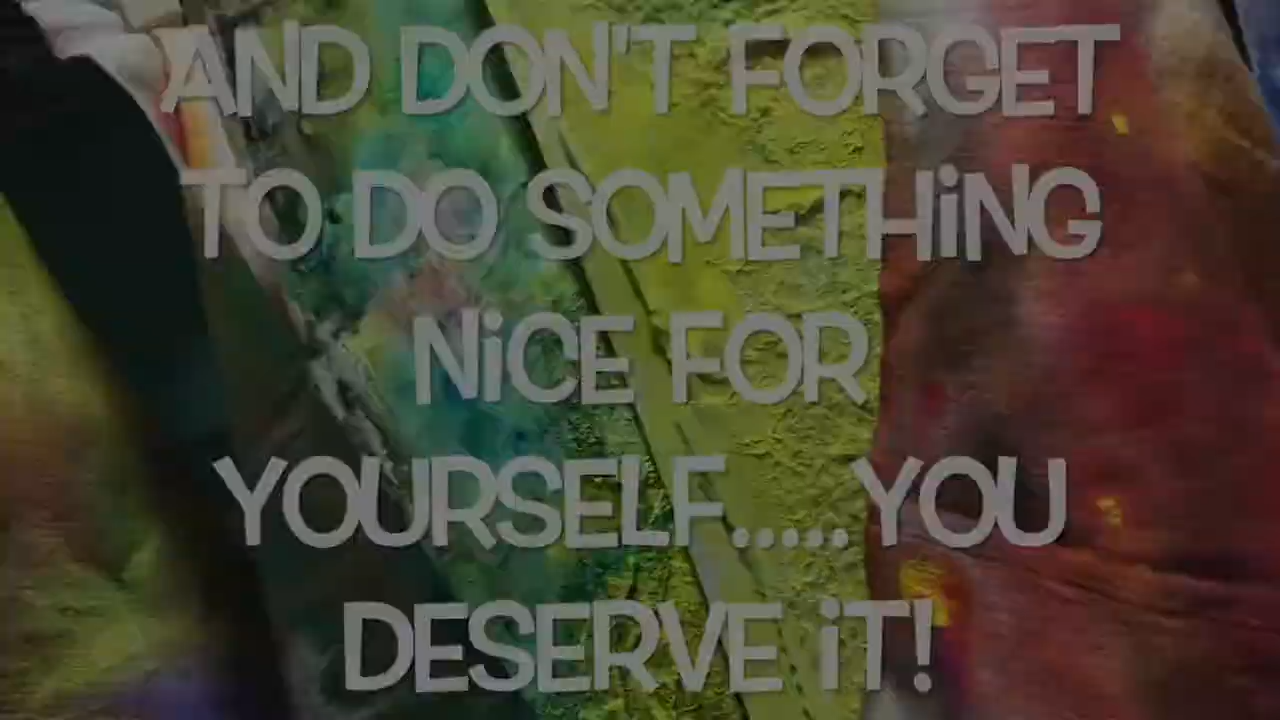 AND DON'T FORGET
TO DO SOMETHiNG
NiCE FOR
YOURSELF.....YOU
DESERVE iT!